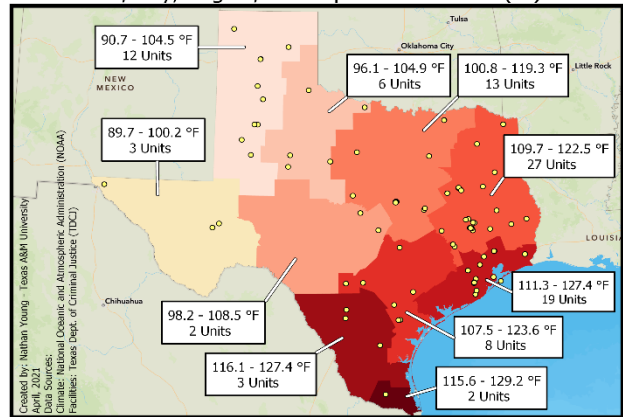 Tulsa
90.7 - 104.5 °F
12 Units
Oklahoma City
NEW
MEXICO
96.1 - 104.9 °F
6 Units
100.8 - 119.3 °F
13 Units
Little Rock
89.7 - 100.2 °F
3 Units
109.7 - 122.5 °F
27 Units
LOUISIA
Chihuahua
98.2 - 108.5 °F
2 Units
111.3 - 127.4 °F
19 Units
107.5 - 123.6 °F
8 Units
116.1 - 127.4 °F
3 Units
115.6 - 129.2 °F
2 Units
Created by: Nathan Young - Texas A&M University
April, 2021
Data Sources:
Climate: National Oceanic and Atmospheric Administration (NOAA)
Facilities: Texas Dept. of Criminal Justice (TDCJ)